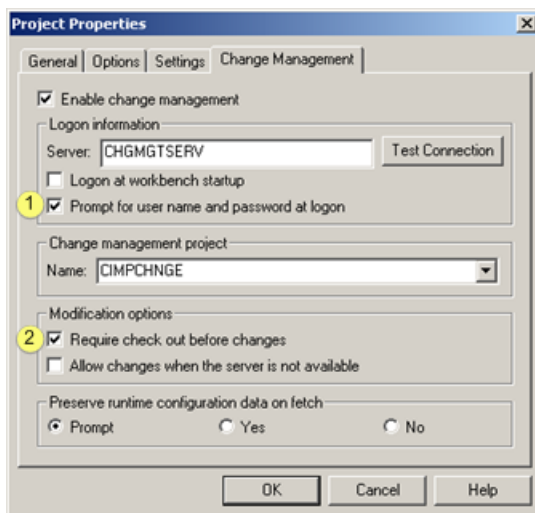 Project Properties
General Options Settings Change Management
Enable change management
Logon information
Server: CHGMGTSERV Test Connection
Logon at workbench startup
1 Prompt for user name and password at logon
Change management project
Name: CIMPCHNGE
Modification options
2 Require check out before changes
Allow changes when the server is not available
Preserve runtime configuration data on fetch
Prompt Yes No
OK Cancel Help